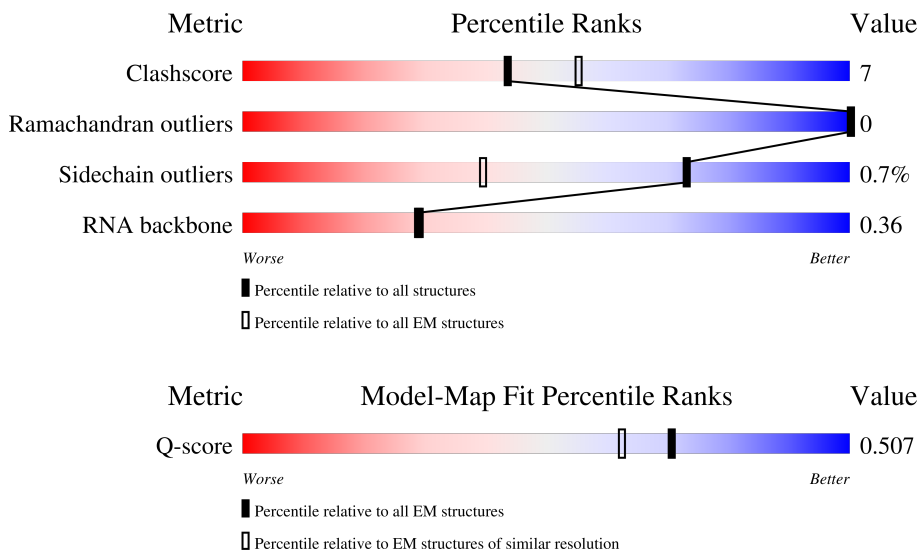 Metric Percentile Ranks Value
Clashscore 7
Ramachandran outliers 0
Sidechain outliers 0.7%
RNA backbone 0.36
Worse Better
Percentile relative to all structures
Percentile relative to all EM structures
Metric Model-Map Fit Percentile Ranks Value
Q-score 0.507
Worse Better
Percentile relative to all EM structures
Percentile relative to EM structures of similar resolution